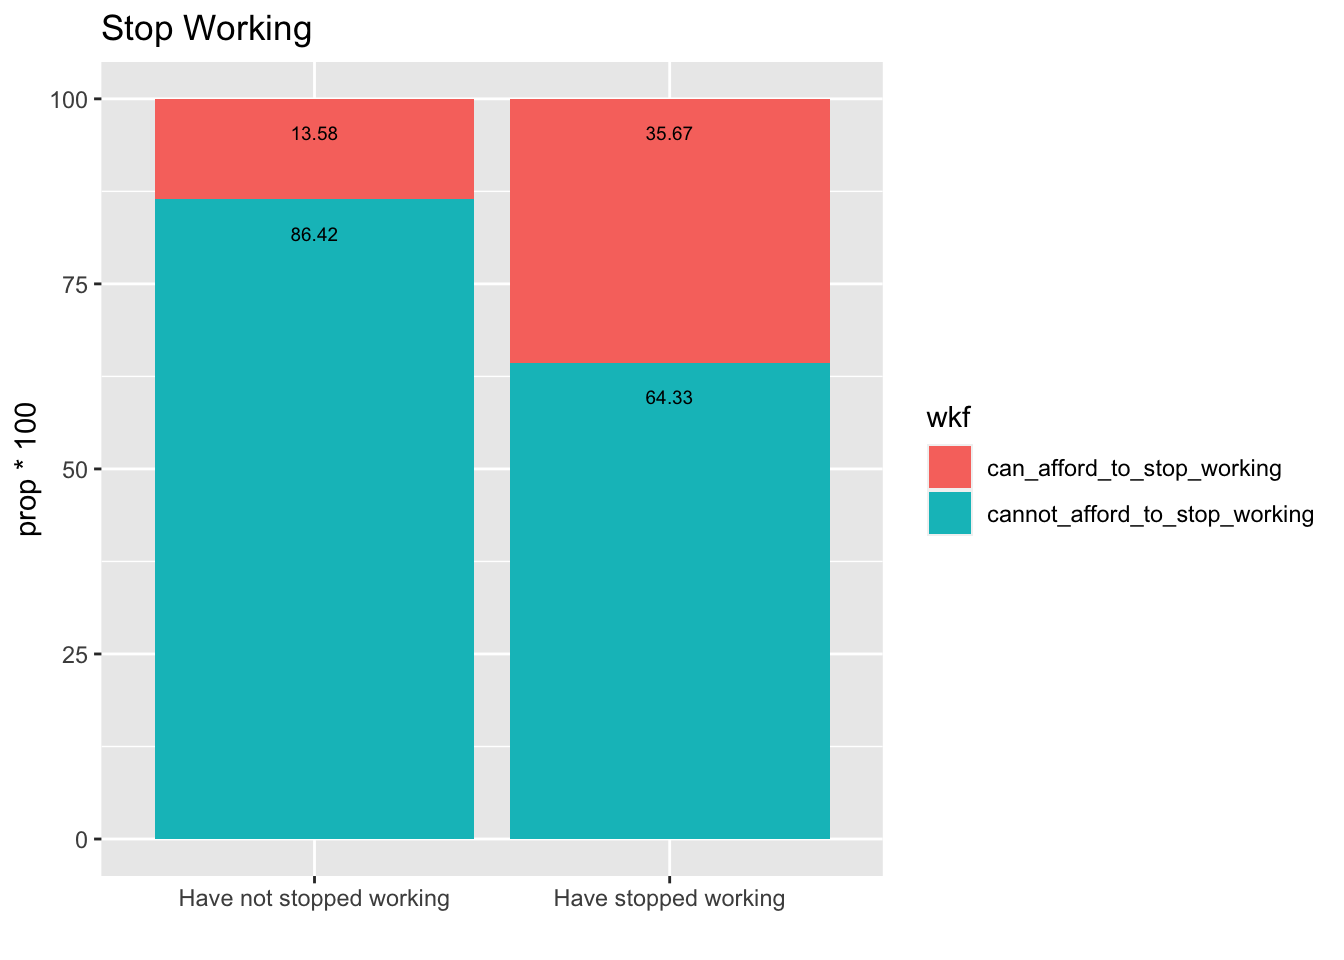 Stop Working
100
75
50
25
0
prop * 100
13.58
86.42
35.67
64.33
Have not stopped working
Have stopped working
wkf
can_afford_to_stop_working
cannot_afford_to_stop_working